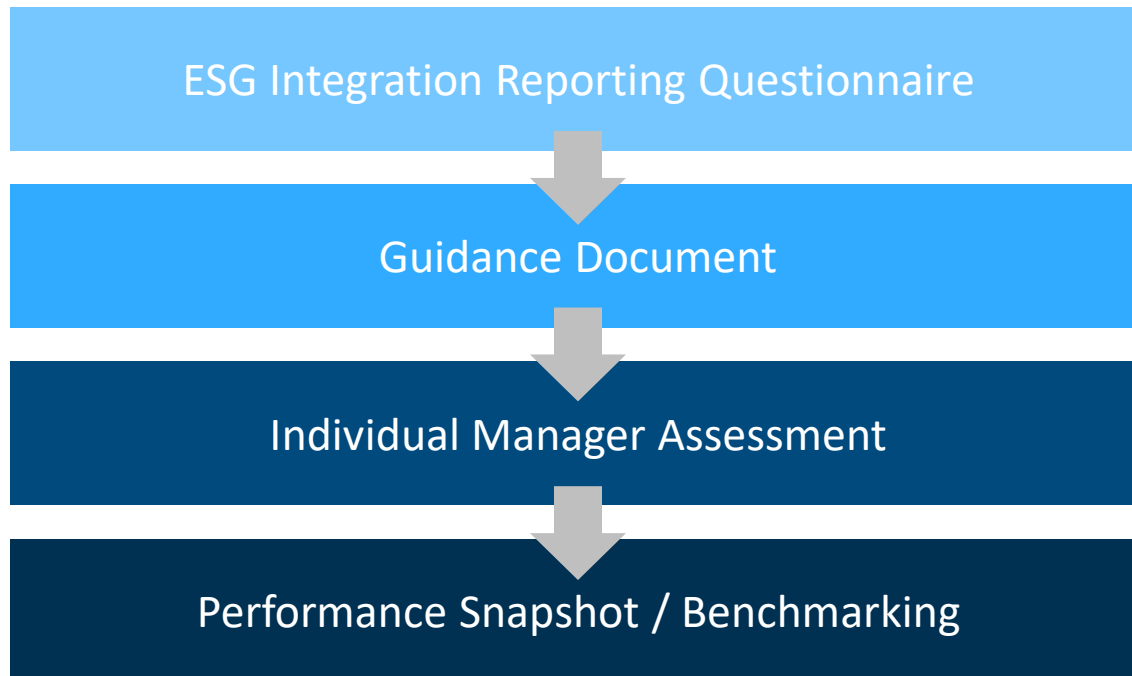 ESG Integration Reporting Questionnaire
Guidance Document
Individual Manager Assessment
Performance Snapshot / Benchmarking